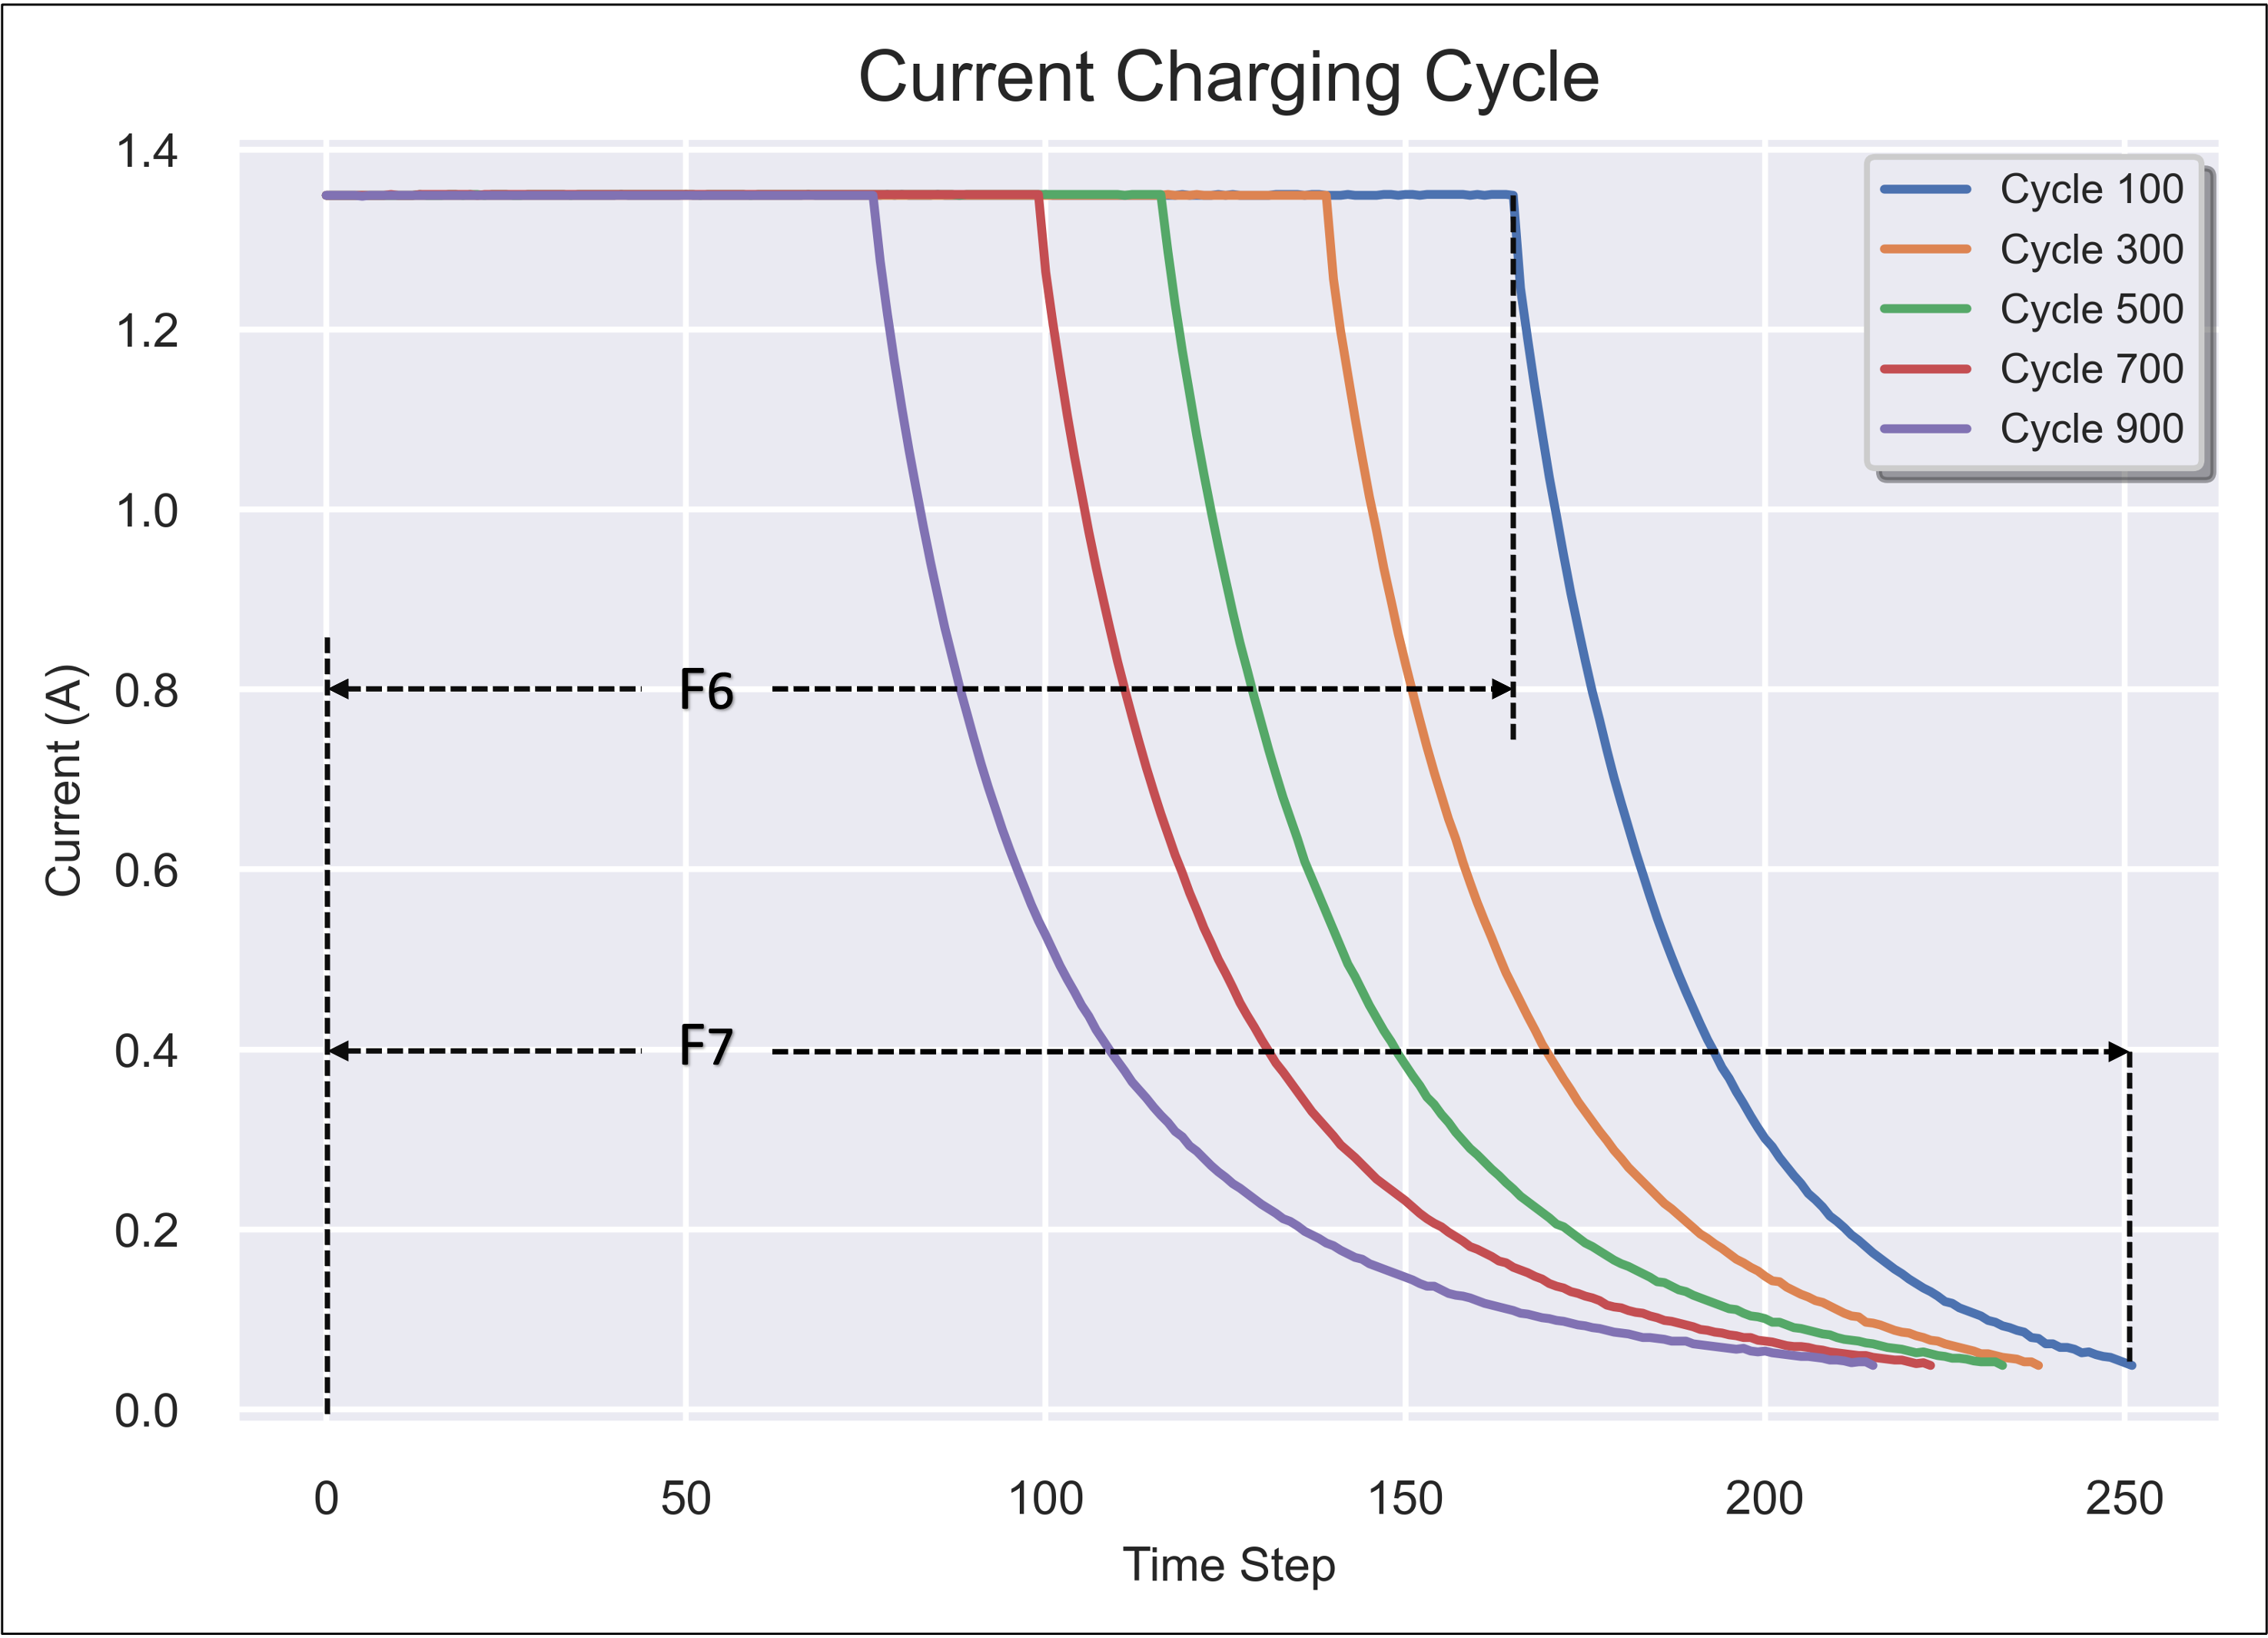 Current Charging Cycle
1.4
1.2
1.0
0.8
0.6
0.4
0.2
0.0
Current (A)
Cycle 100
Cycle 300
Cycle 500
Cycle 700
Cycle 900
F6
F7
0 50 100 150 200 250
Time Step